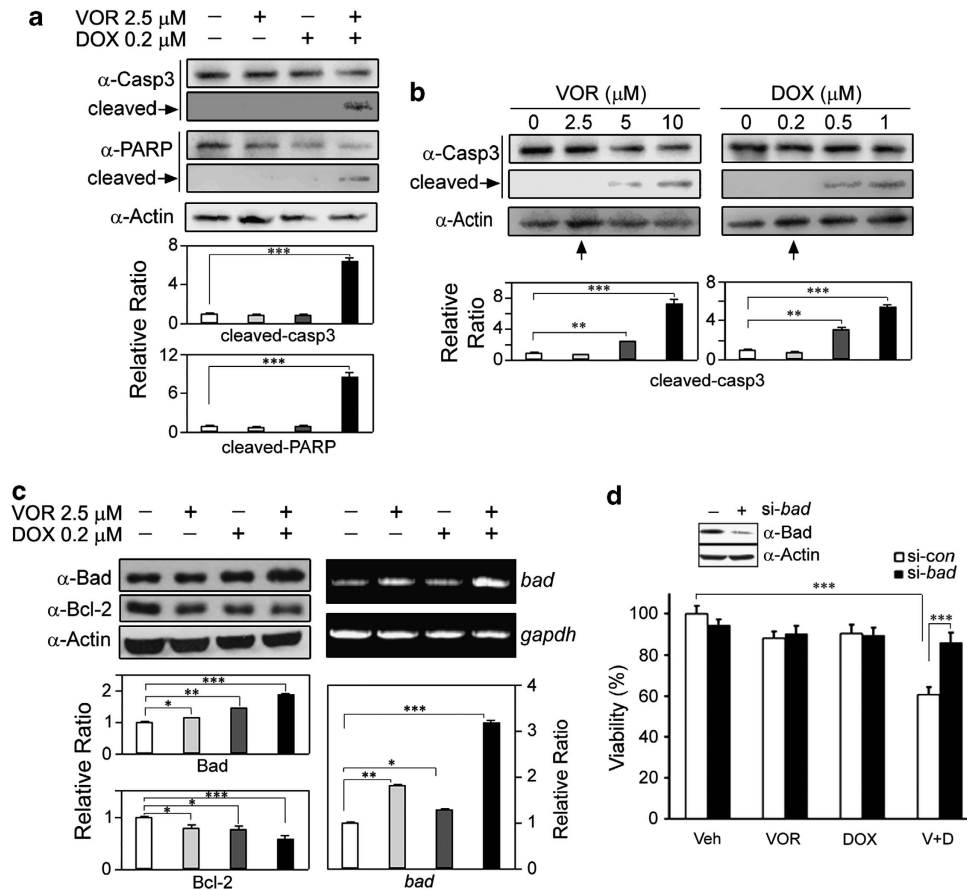 a
VOR 2.5 μM − + − +
DOX 0.2 μM − − + +
α-Casp3
cleaved
α-PARP
cleaved
α-Actin
Relative Ratio
8
4
0
***
cleaved-casp3
12
6
0
***
cleaved-PARP
b
VOR (μM) DOX (μM)
0 2.5 5 10 0 0.2 0.5 1
α-Casp3
cleaved
α-Actin
Relative
Ratio
8
4
0
***
**
8
4
0
***
**
cleaved-casp3
c
VOR 2.5 μM − + − + − + − +
DOX 0.2 μM − − + + − − + +
α-Bad
α-Bcl-2
α-Actin
bad
gapdh
Relative Ratio
2
1
0
***
**
*
Bad
1
0
***
*
*
Bcl-2
4
3
2
1
0
***
*
**
Relative Ratio
bad
d
− + si-bad
α-Bad
α-Actin
si-con
si-bad
***
***
Viability (%)
100
80
60
40
20
0
Veh VOR DOX V+D